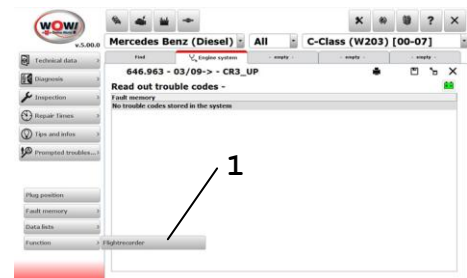 WOW!
v.5.00.0
Mercedes Benz (Diesel) All C-Class (W203) [00-07]
Find Engine system - empty - - empty - - empty -
646.963 - 03/09-> - CR3_UP
Read out trouble codes -
Fault memory
No trouble codes stored in the system
Technical data
Diagnosis
Inspection
Repair Times
Tips and infos
Prompted troubles...
Plug position
Fault memory
Data lists
Function
Flightrecorder
1